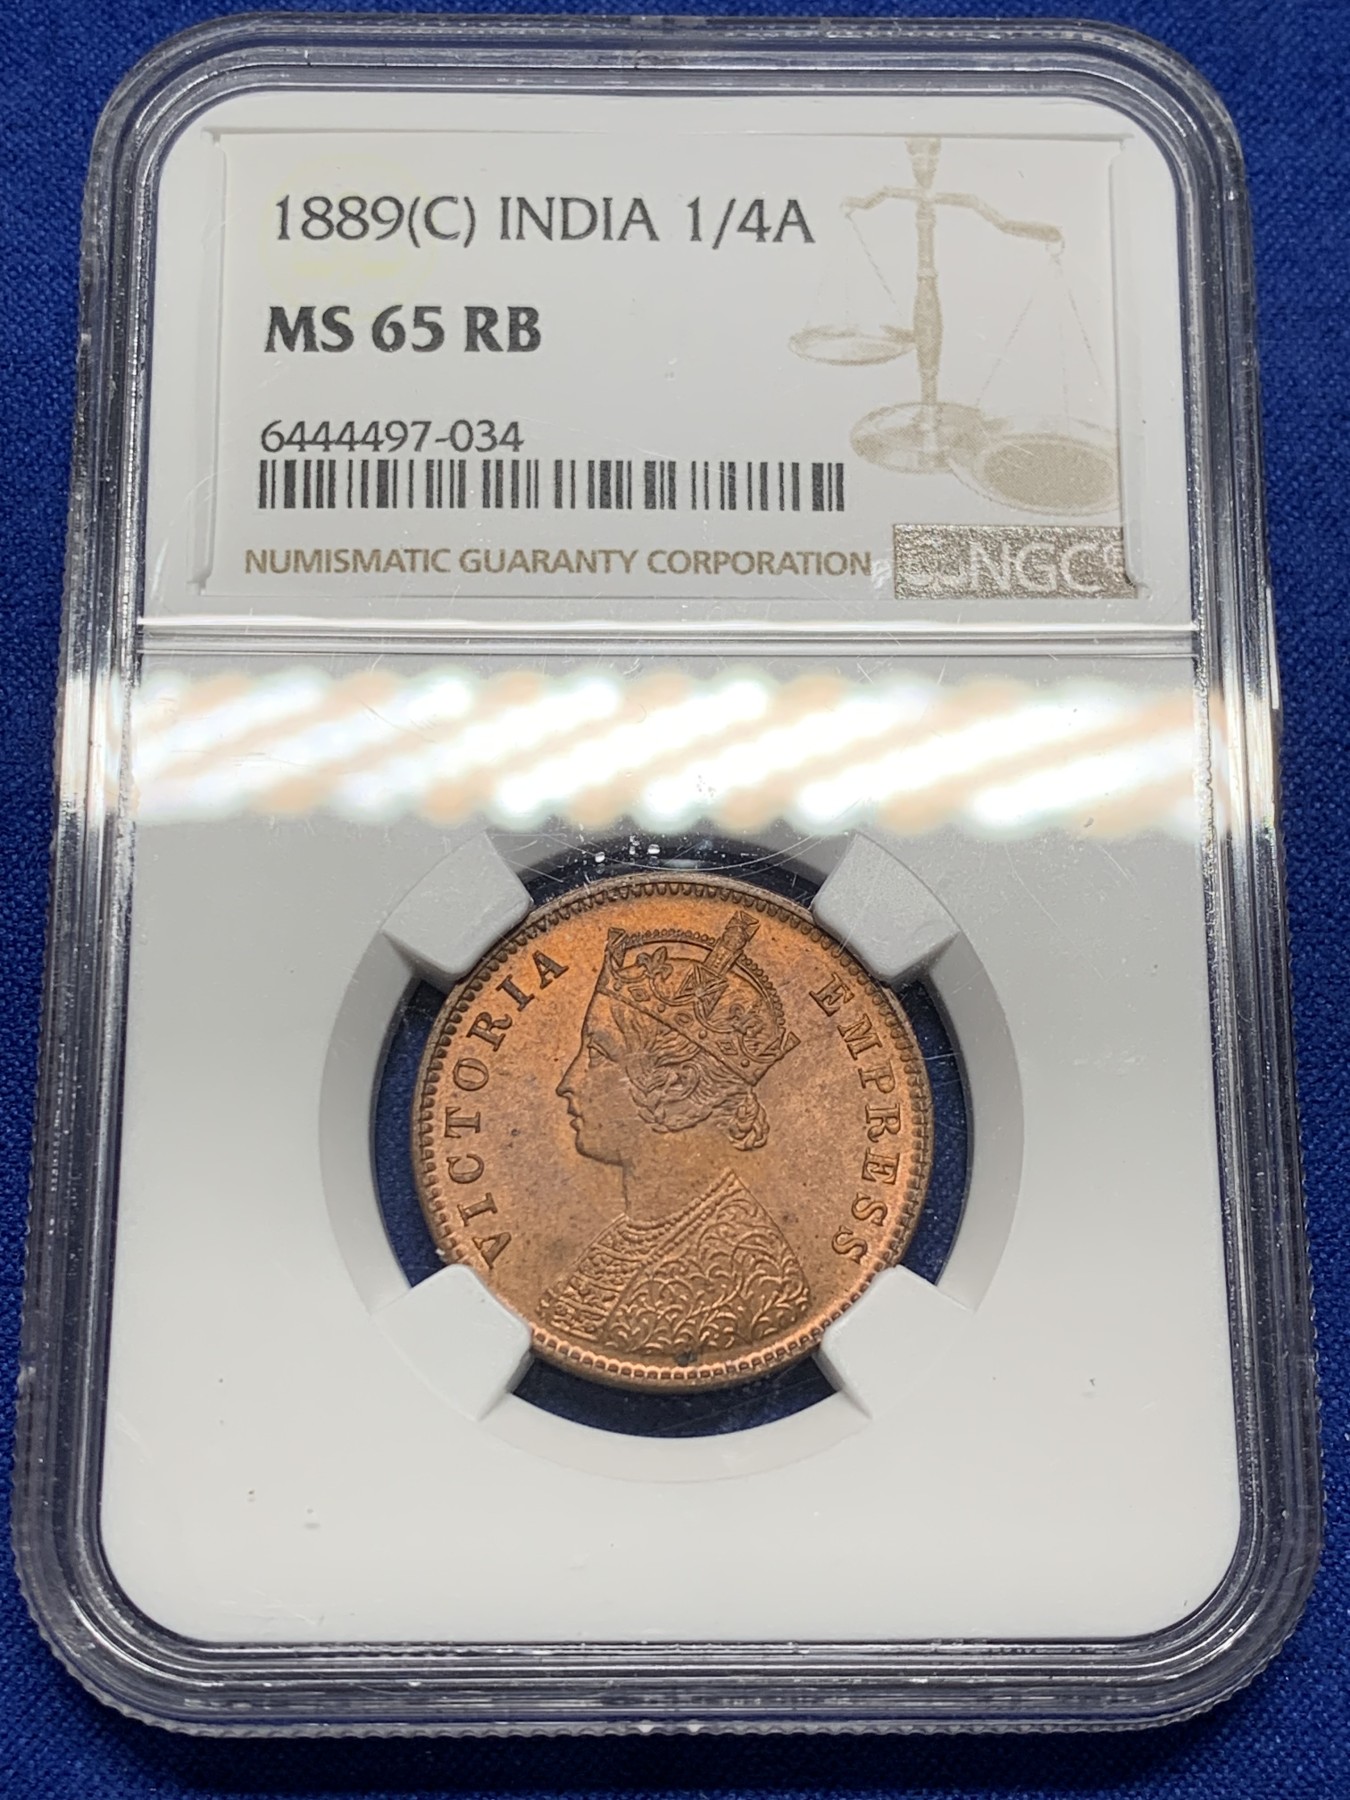 1889(C) INDIA 1/4A
MS 65 RB
6444497-034
NUMISMATIC GUARANTY CORPORATION
NGC
VICTORIA EMPRESS